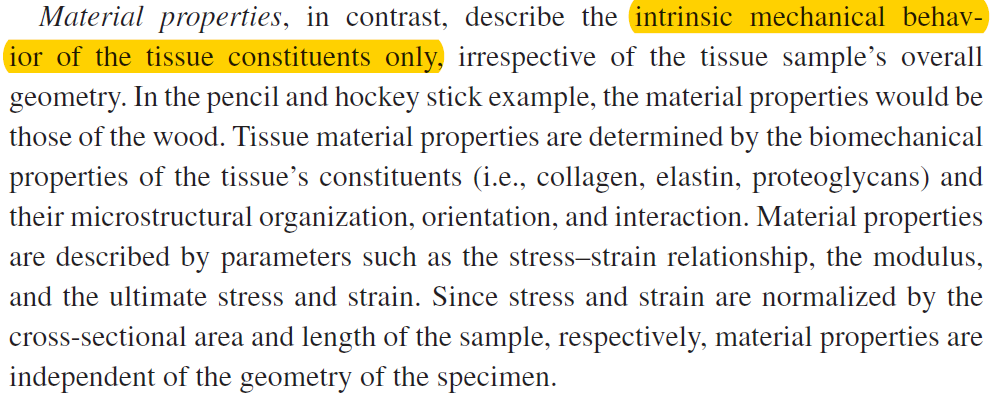 Material properties, in contrast, describe the intrinsic mechanical behav-
ior of the tissue constituents only, irrespective of the tissue sample's overall
geometry. In the pencil and hockey stick example, the material properties would be
those of the wood. Tissue material properties are determined by the biomechanical
properties of the tissue's constituents (i.e., collagen, elastin, proteoglycans) and
their microstructural organization, orientation, and interaction. Material properties
are described by parameters such as the stress–strain relationship, the modulus,
and the ultimate stress and strain. Since stress and strain are normalized by the
cross-sectional area and length of the sample, respectively, material properties are
independent of the geometry of the specimen.